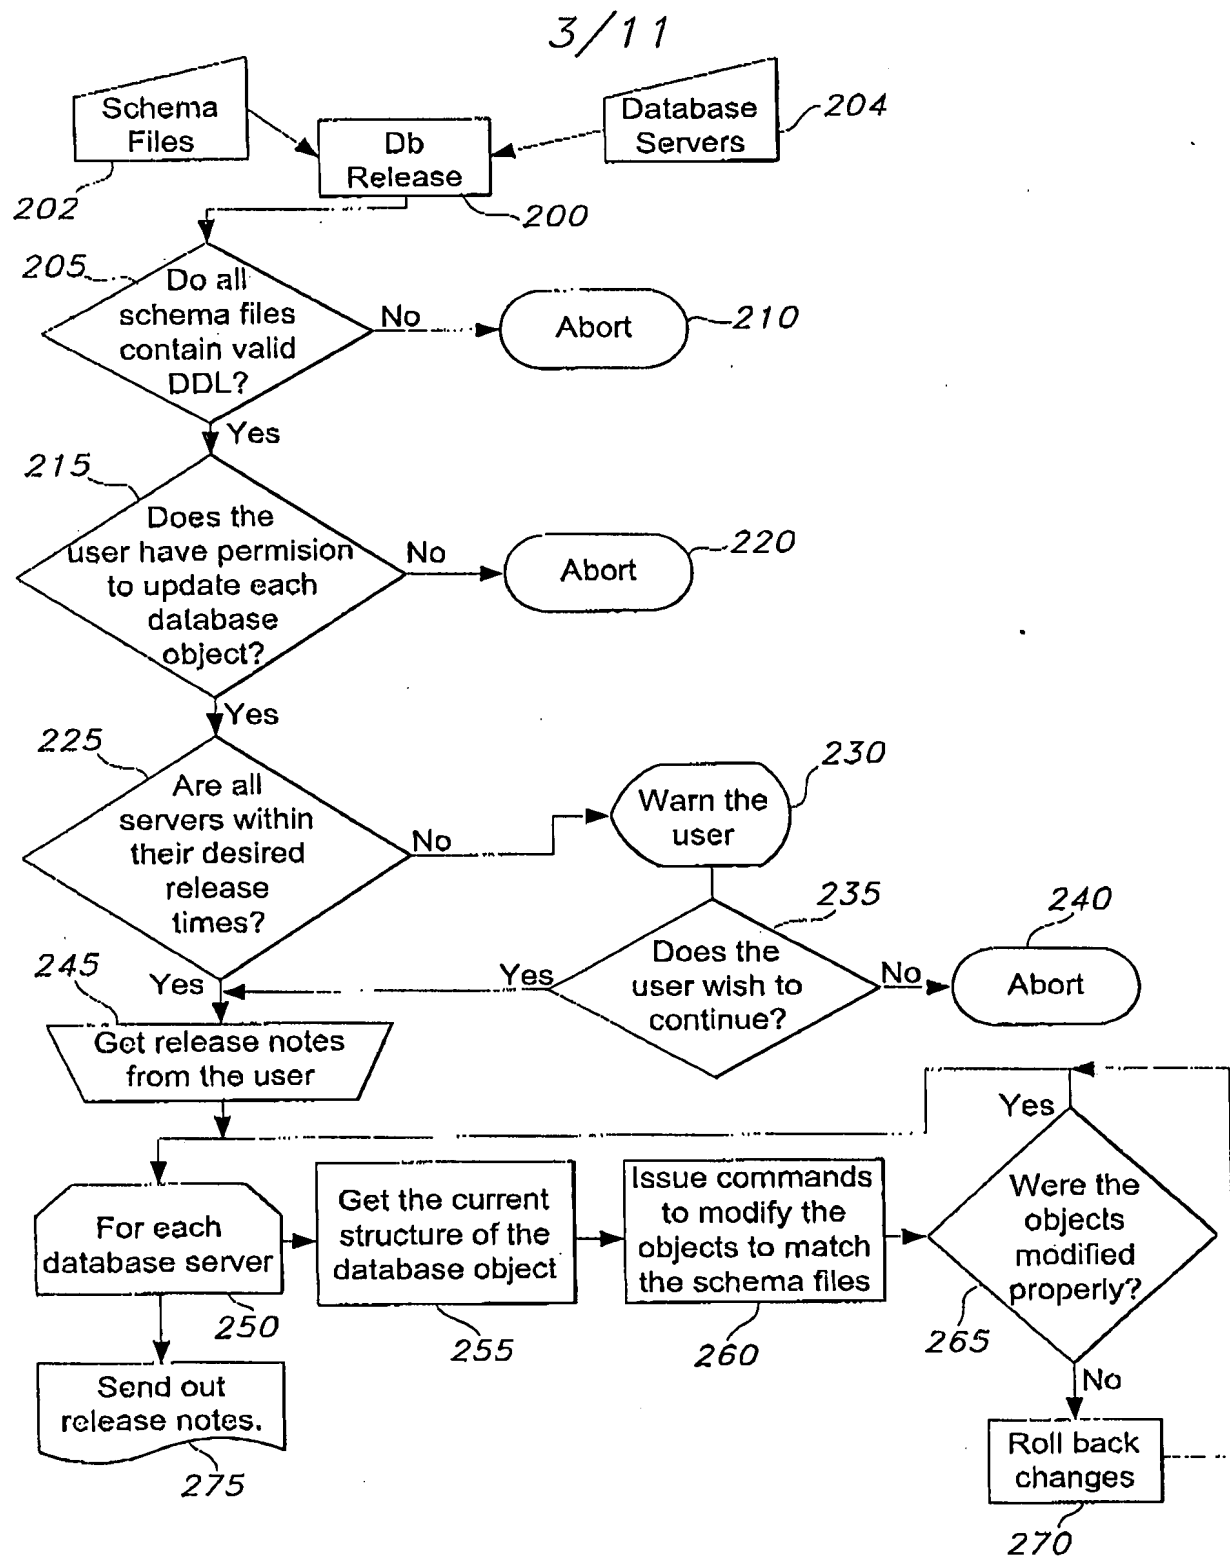 3/11
Schema
Files
202
Db
Release
200
Database
Servers
204
205
Do all
schema files
contain valid
DDL?
No
Abort
210
Yes
215
Does the
user have permision
to update each
database
object?
No
Abort
220
Yes
225
Are all
servers within
their desired
release
times?
No
Warn the
user
230
235
Does the
user wish to
continue?
No
240
Abort
Yes
Yes
245
Get release notes
from the user
For each
database server
250
Get the current
structure of the
database object
255
Issue commands
to modify the
objects to match
the schema files
260
Yes
Were the
objects
modified
properly?
265
No
Roll back
changes
270
Send out
release notes.
275